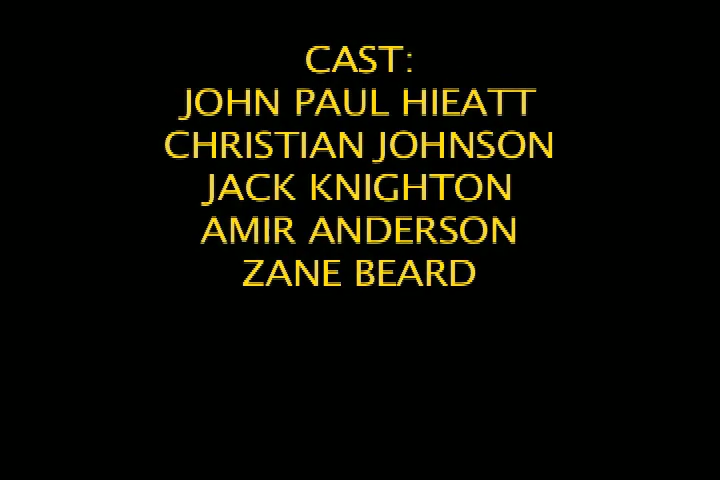 CAST:
JOHN PAUL HIEATT
CHRISTIAN JOHNSON
JACK KNIGHTON
AMIR ANDERSON
ZANE BEARD